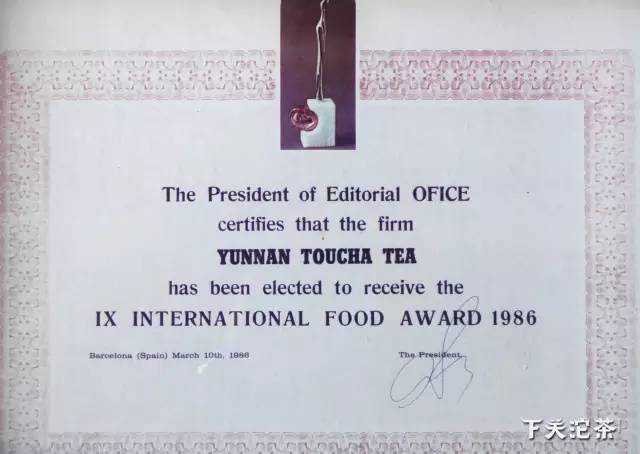 The President of Editorial OFICE
certifies that the firm
YUNNAN TOUCHA TEA
has been elected to receive the
IX INTERNATIONAL FOOD AWARD 1986
Barcelona (Spain) March 10th, 1986 The President,
下关沱茶